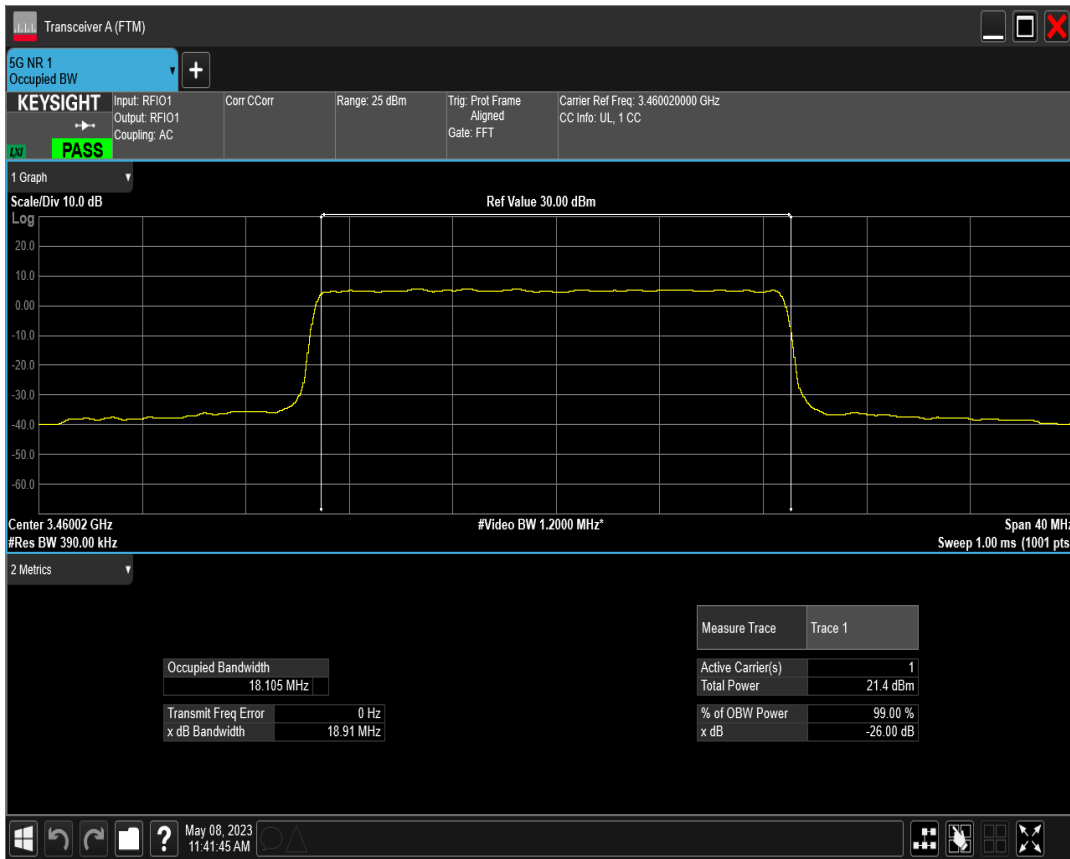 Transceiver A (FTM)
5G NR 1
Occupied BW
+
KEYSIGHT
LXI
PASS
Input: RFIO1
Output: RFIO1
Coupling: AC
Corr CCorr
Range: 25 dBm
Trig: Prot Frame
Aligned
Gate: FFT
Carrier Ref Freq: 3.460020000 GHz
CC Info: UL, 1 CC
1 Graph
Scale/Div 10.0 dB
Ref Value 30.00 dBm
Log
20.0
10.0
0.00
-10.0
-20.0
-30.0
-40.0
-50.0
-60.0
Center 3.46002 GHz
#Video BW 1.2000 MHz*
Span 40 MHz
#Res BW 390.00 kHz
Sweep 1.00 ms (1001 pts
2 Metrics
Measure Trace Trace 1
Occupied Bandwidth
18.105 MHz
Active Carrier(s) 1
Total Power 21.4 dBm
Transmit Freq Error 0 Hz
x dB Bandwidth 18.91 MHz
% of OBW Power 99.00 %
x dB -26.00 dB
?
May 08, 2023
11:41:45 AM